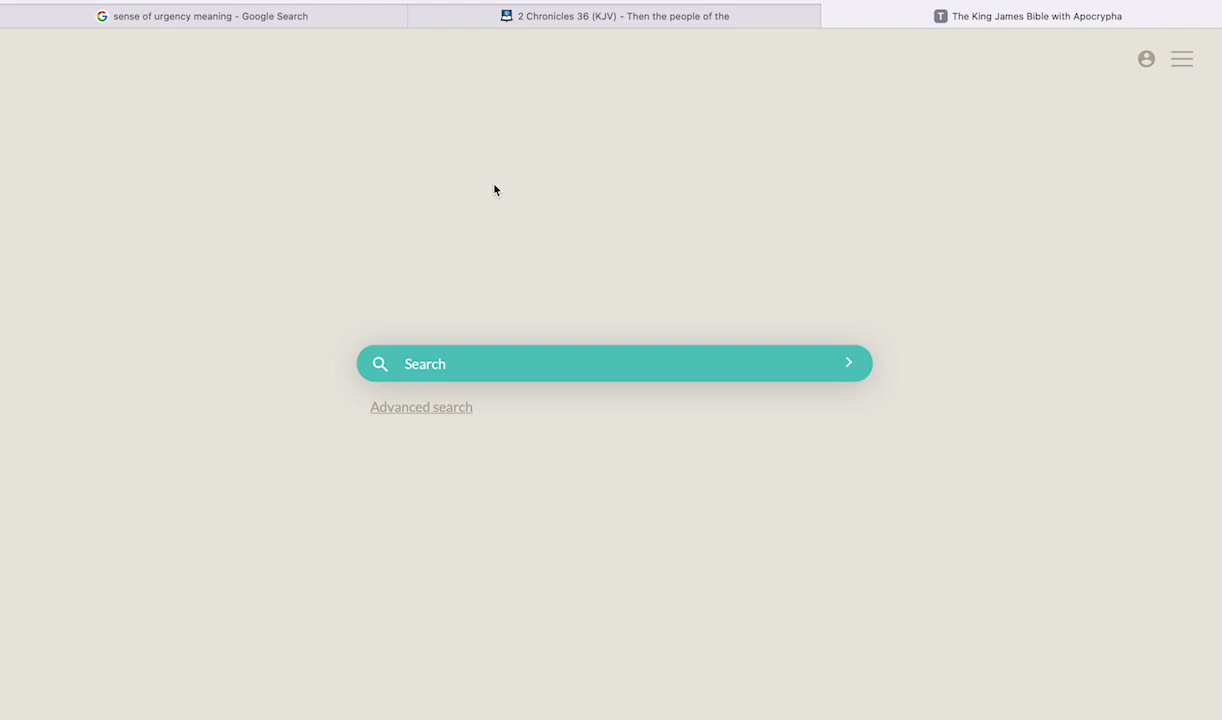 sense of urgency meaning - Google Search
2 Chronicles 36 (KJV) - Then the people of the
T The King James Bible with Apocrypha
Search
Advanced search